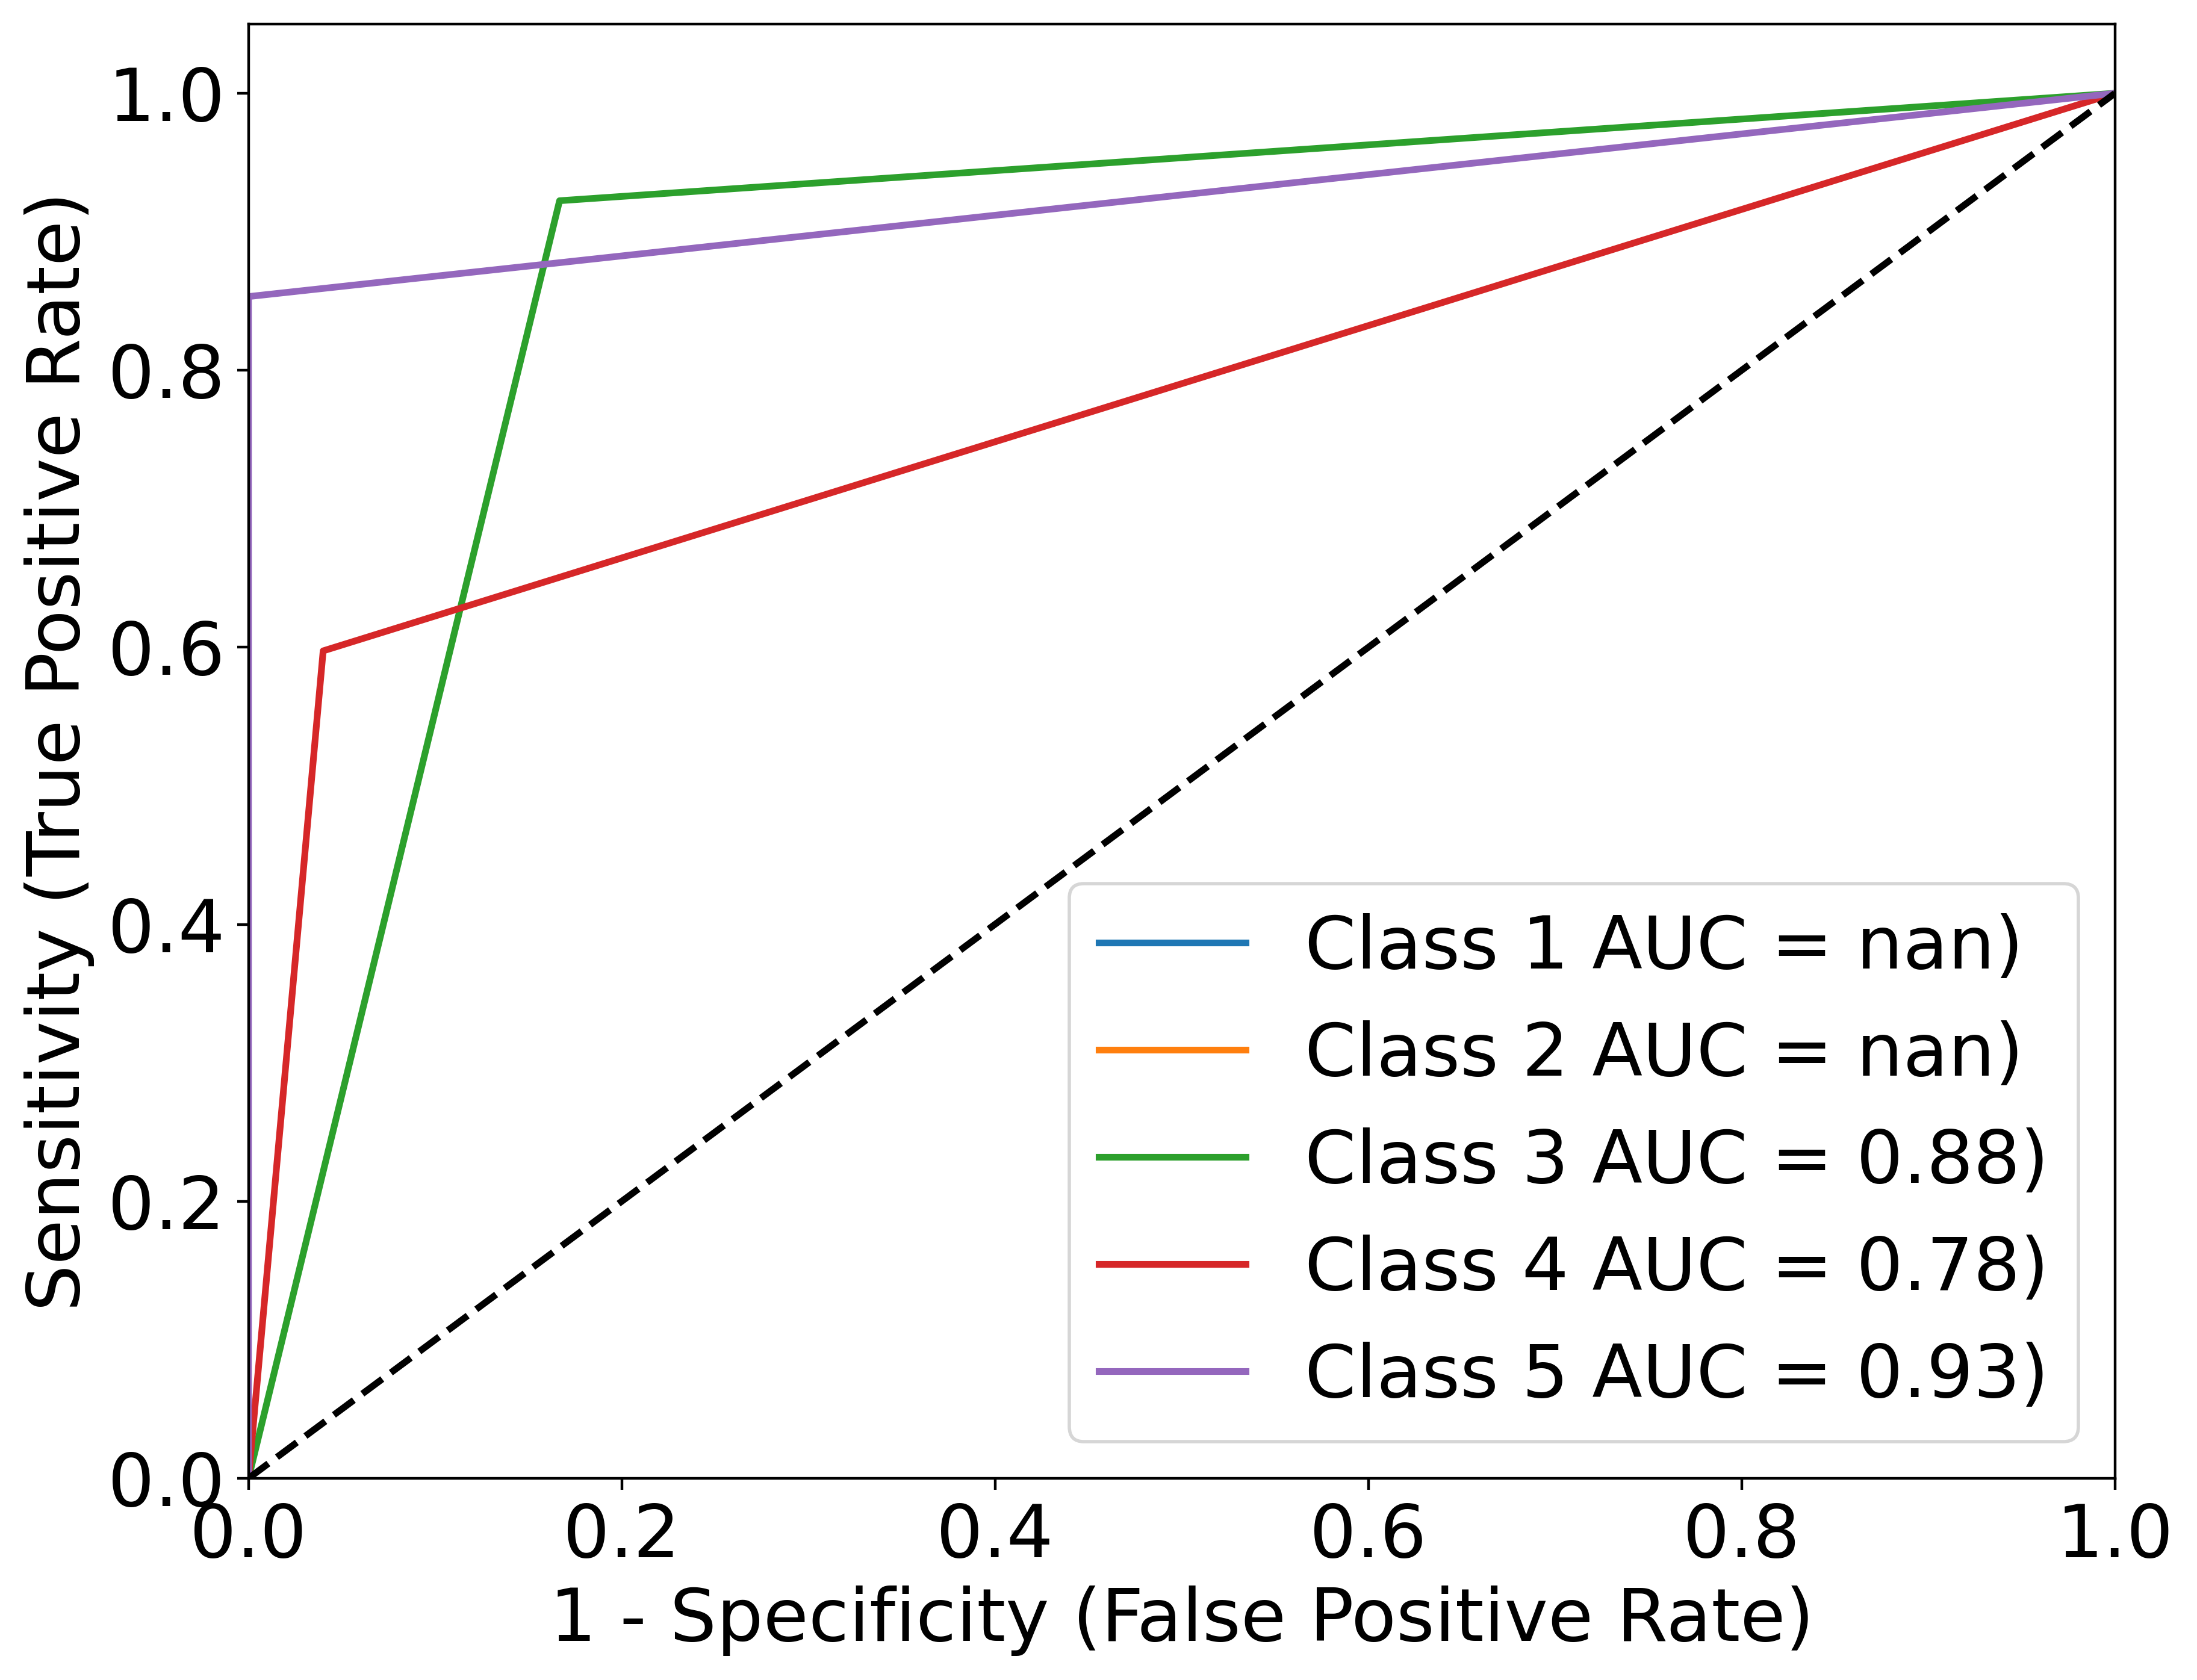 Sensitivity (True Positive Rate)
1.0
0.8
0.6
0.4
0.2
0.0
Class 1 AUC = nan)
Class 2 AUC = nan)
Class 3 AUC = 0.88)
Class 4 AUC = 0.78)
Class 5 AUC = 0.93)
0.0 0.2 0.4 0.6 0.8 1.0
1 - Specificity (False Positive Rate)